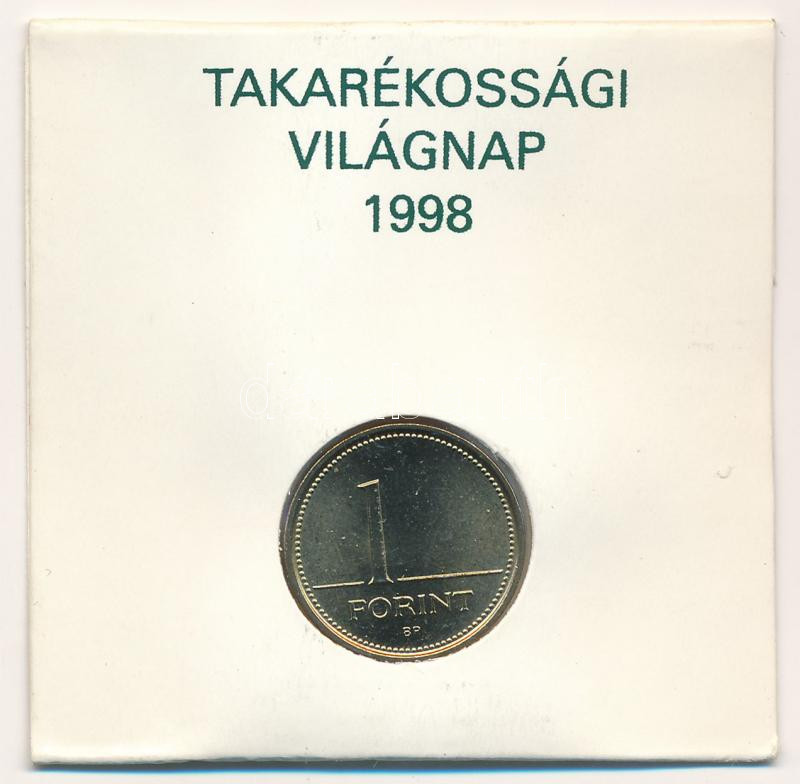 TAKARÉKOSSÁGI
VILÁGNAP
1998
1
FORINT
BP